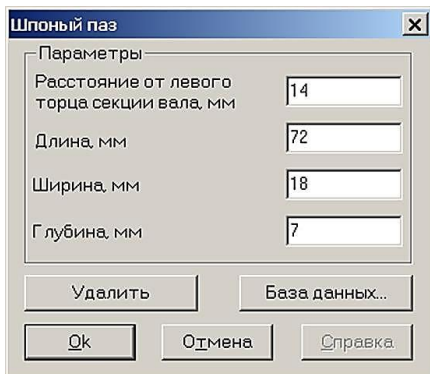 Шпоный паз
Параметры
Расстояние от левого
торца секции вала, мм
14
Длина, мм
72
Ширина, мм
18
Глубина, мм
7
Удалить
База данных...
Ok
Отмена
Справка